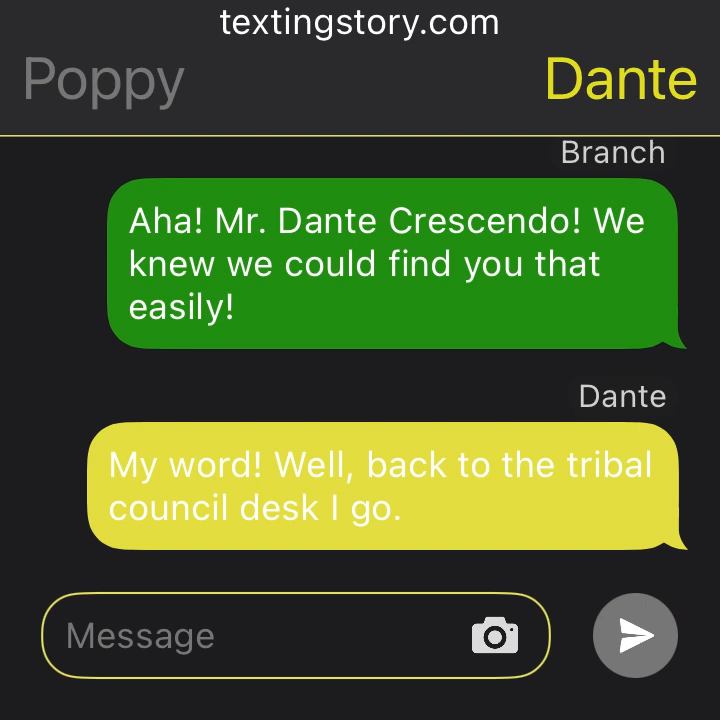 textingstory.com
Poppy
Dante
Branch
Aha! Mr. Dante Crescendo! We
knew we could find you that
easily!
Dante
My word! Well, back to the tribal
council desk I go.
Message